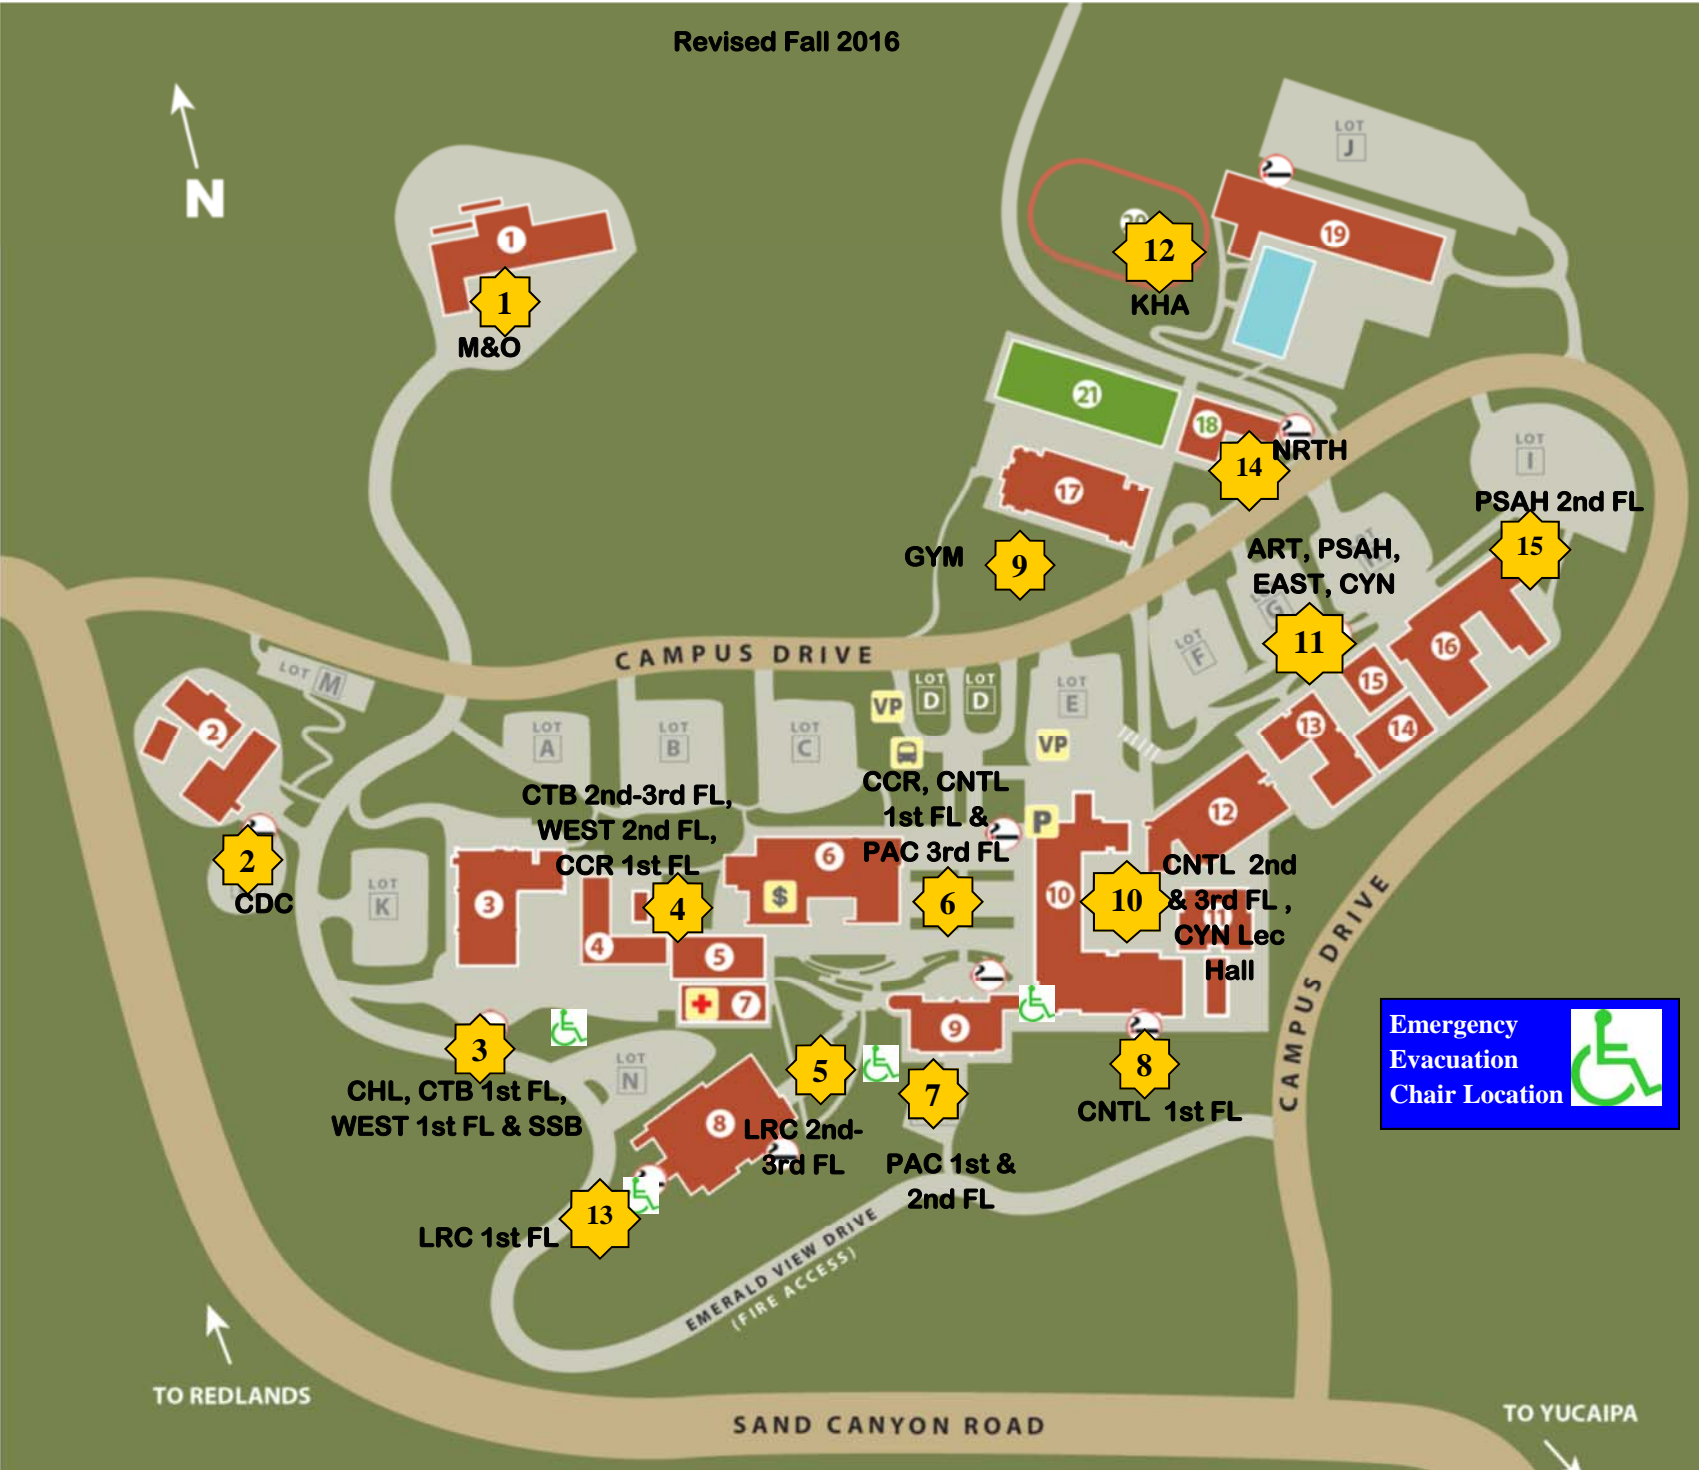 Revised Fall 2016
N
LOT
J
1
1
M&O
19
12
KHA
21
18
14
NRTH
17
LOT
I
PSAH 2nd FL
15
GYM
9
ART, PSAH,
EAST, CYN
G
11
LOT
F
16
15
14
13
12
CAMPUS DRIVE
LOT
M
2
2
CDC
LOT
A
LOT
B
LOT
C
VP
LOT
D
LOT
D
LOT
E
VP
P
CTB 2nd-3rd FL,
WEST 2nd FL,
CCR 1st FL
CCR, CNTL
1st FL &
PAC 3rd FL
6
$
4
6
10
10
CNTL 2nd
& 3rd FL ,
CYN Lec
Hall
11
LOT
K
3
4
5
7
9
3
CHL, CTB 1st FL,
WEST 1st FL & SSB
LOT
N
8
5
LRC 2nd-
3rd FL
7
PAC 1st &
2nd FL
8
CNTL 1st FL
13
LRC 1st FL
CAMPUS DRIVE
Emergency
Evacuation
Chair Location
EMERALD VIEW DRIVE
(FIRE ACCESS)
TO REDLANDS
SAND CANYON ROAD
TO YUCAIPA